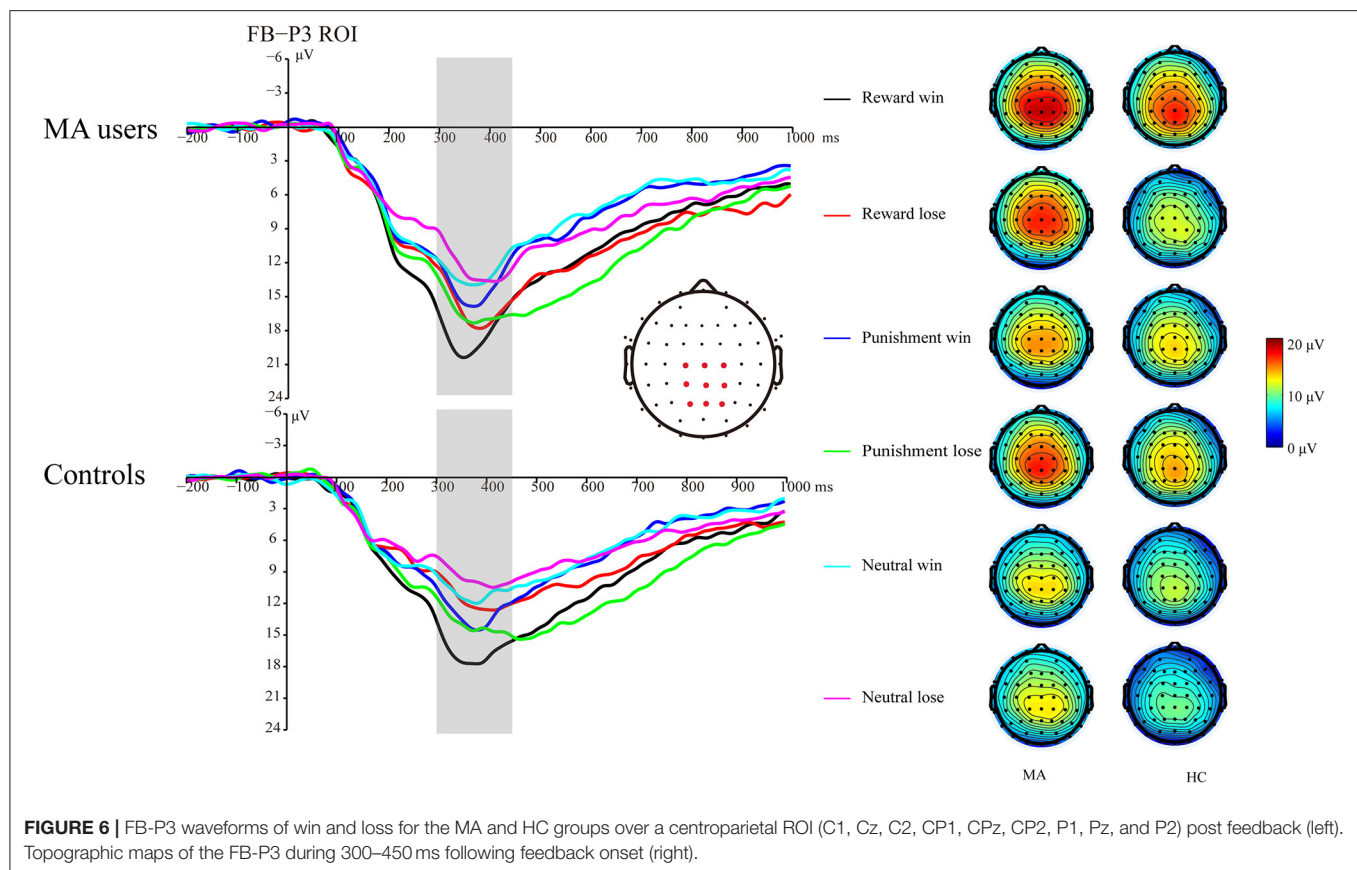 FB−P3 ROI
−6 μV
−3
MA users
−200 −100 100 200 300 400 500 600 700 800 900 1000 ms
3
6
9
12
15
18
21
24
−6 μV
−3
Controls
−200 −100 100 200 300 400 500 600 700 800 900 1000 ms
3
6
9
12
15
18
21
24
Reward win
Reward lose
Punishment win
Punishment lose
Neutral win
Neutral lose
20 μV
10 μV
0 μV
MA HC
FIGURE 6 | FB-P3 waveforms of win and loss for the MA and HC groups over a centroparietal ROI (C1, Cz, C2, CP1, CPz, CP2, P1, Pz, and P2) post feedback (left).
Topographic maps of the FB-P3 during 300–450 ms following feedback onset (right).